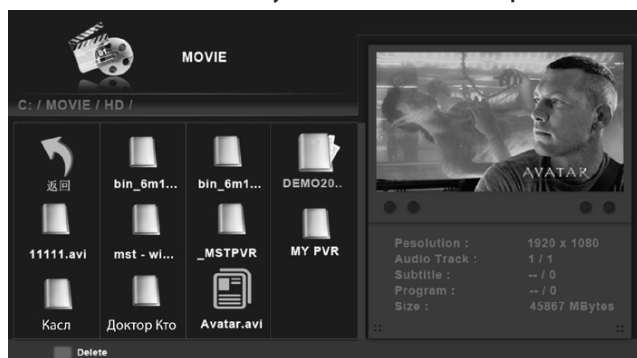 MOVIE
C: / MOVIE / HD /
返回
bin_6m1...
bin_6m1...
DEMO20..
11111.avi
mst - wi...
_MSTPVR
MY PVR
Касл
Доктор Кто
Avatar.avi
AVATAR
Pesolution : 1920 x 1080
Audio Track : 1 / 1
Subtitle : -- / 0
Program : -- / 0
Size : 45867 MBytes
Delete